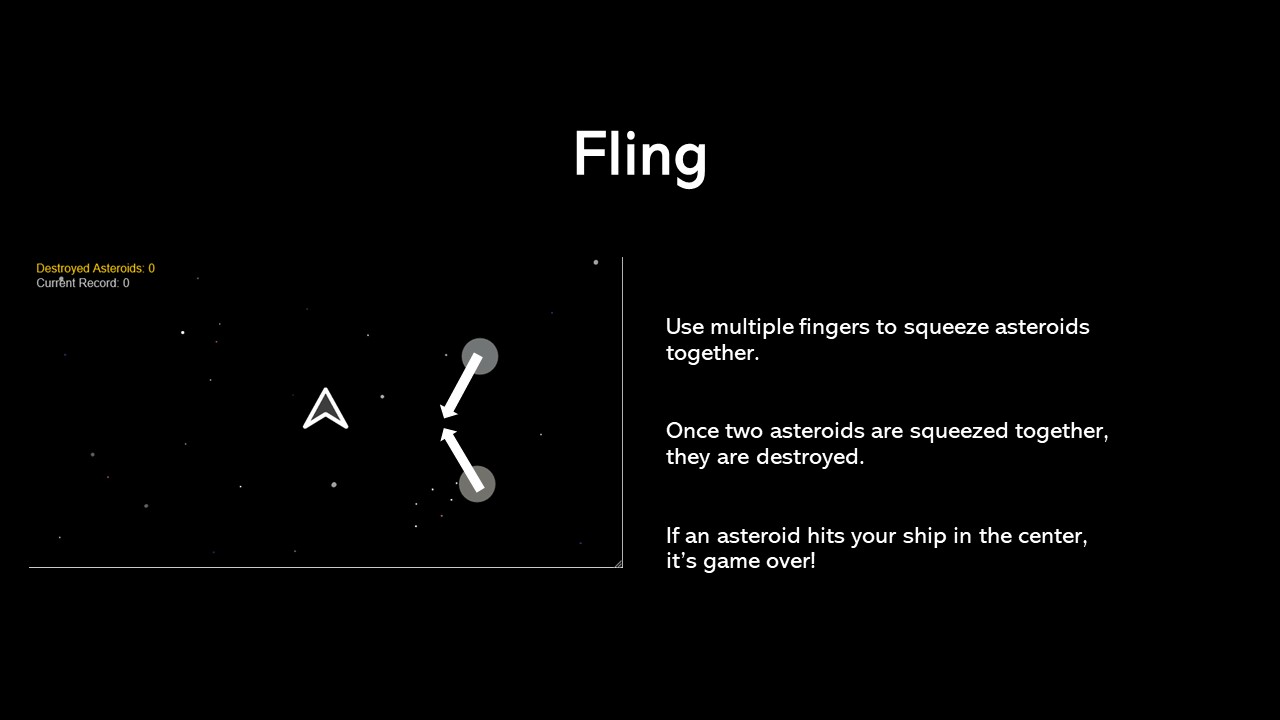 Fling
Destroyed Asteroids: 0
Current Record: 0
Use multiple fingers to squeeze asteroids
together.
Once two asteroids are squeezed together,
they are destroyed.
If an asteroid hits your ship in the center,
it’s game over!